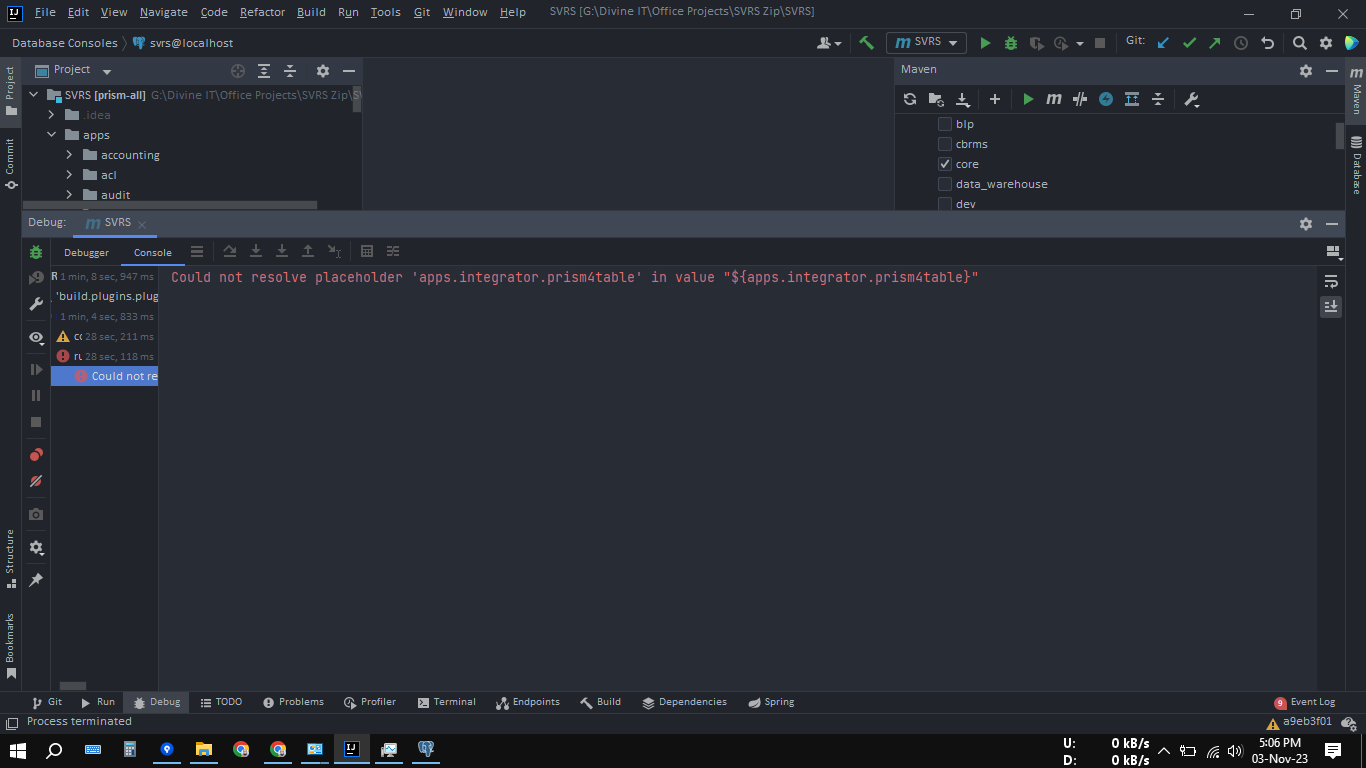 File Edit View Navigate Code Refactor Build Run Tools Git Window Help SVRS [G:\Divine IT\Office Projects\SVRS Zip\SVRS]
Database Consoles svrs@localhost
SVRS Git:
Project
Project
Commit
Structure
Bookmarks
SVRS [prism-all] G:\Divine IT\Office Projects\SVRS Zip\S
.idea
apps
accounting
acl
audit
Maven
Maven
Database
blp
cbrms
core
data_warehouse
dev
Debug: SVRS
Debugger Console
R 1 min, 8 sec, 947 ms
'build.plugins.plug
1 min, 4 sec, 833 ms
28 sec, 211 ms
28 sec, 118 ms
Could not re
Could not resolve placeholder 'apps.integrator.prism4table' in value "${apps.integrator.prism4table}"
Git Run Debug TODO Problems Profiler Terminal Endpoints Build Dependencies Spring 9 Event Log
Process terminated a9eb3f01
U: 0 kB/s
D: 0 kB/s
5:06 PM
03-Nov-23